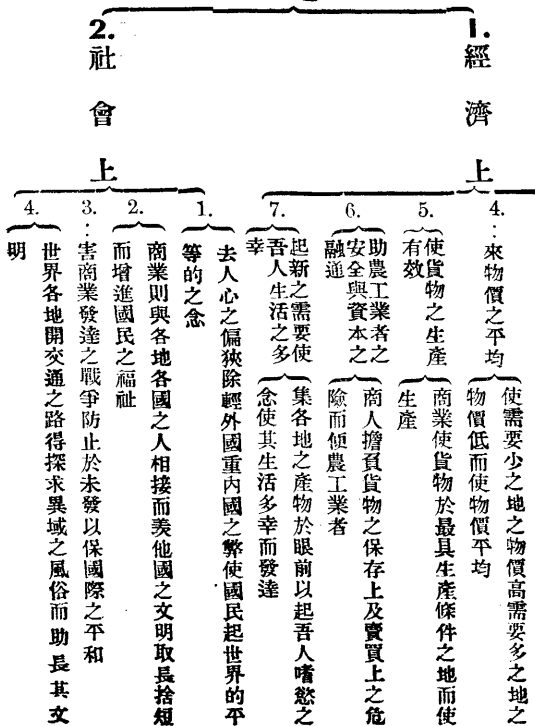 1.
經濟上
4.
來物價之平均
使需要少之地之物價高需要多之地之
物價低而使物價平均
5.
使貨物之生產
有效
商業使貨物於最具生產條件之地而使
生產
6.
助農工業者之
安全與資本之
融通
商人擔負貨物之保存上及賣買上之危
險而便農工業者
7.
起新之需要使
吾人生活之多
幸
集各地之產物於眼前以起吾人嗜慾之
念使其生活多幸而發達
2.
社會上
1.
去人心之偏狹除輕外國重內國之弊使國民起世界的平
等的之念
2.
商業則與各地各國之人相接而羨他國之文明取長捨短
而增進國民之福祉
3.
害商業發達之戰爭防止於未發以保國際之平和
4.
世界各地開交通之路得探求異域之風俗而助長其文
明